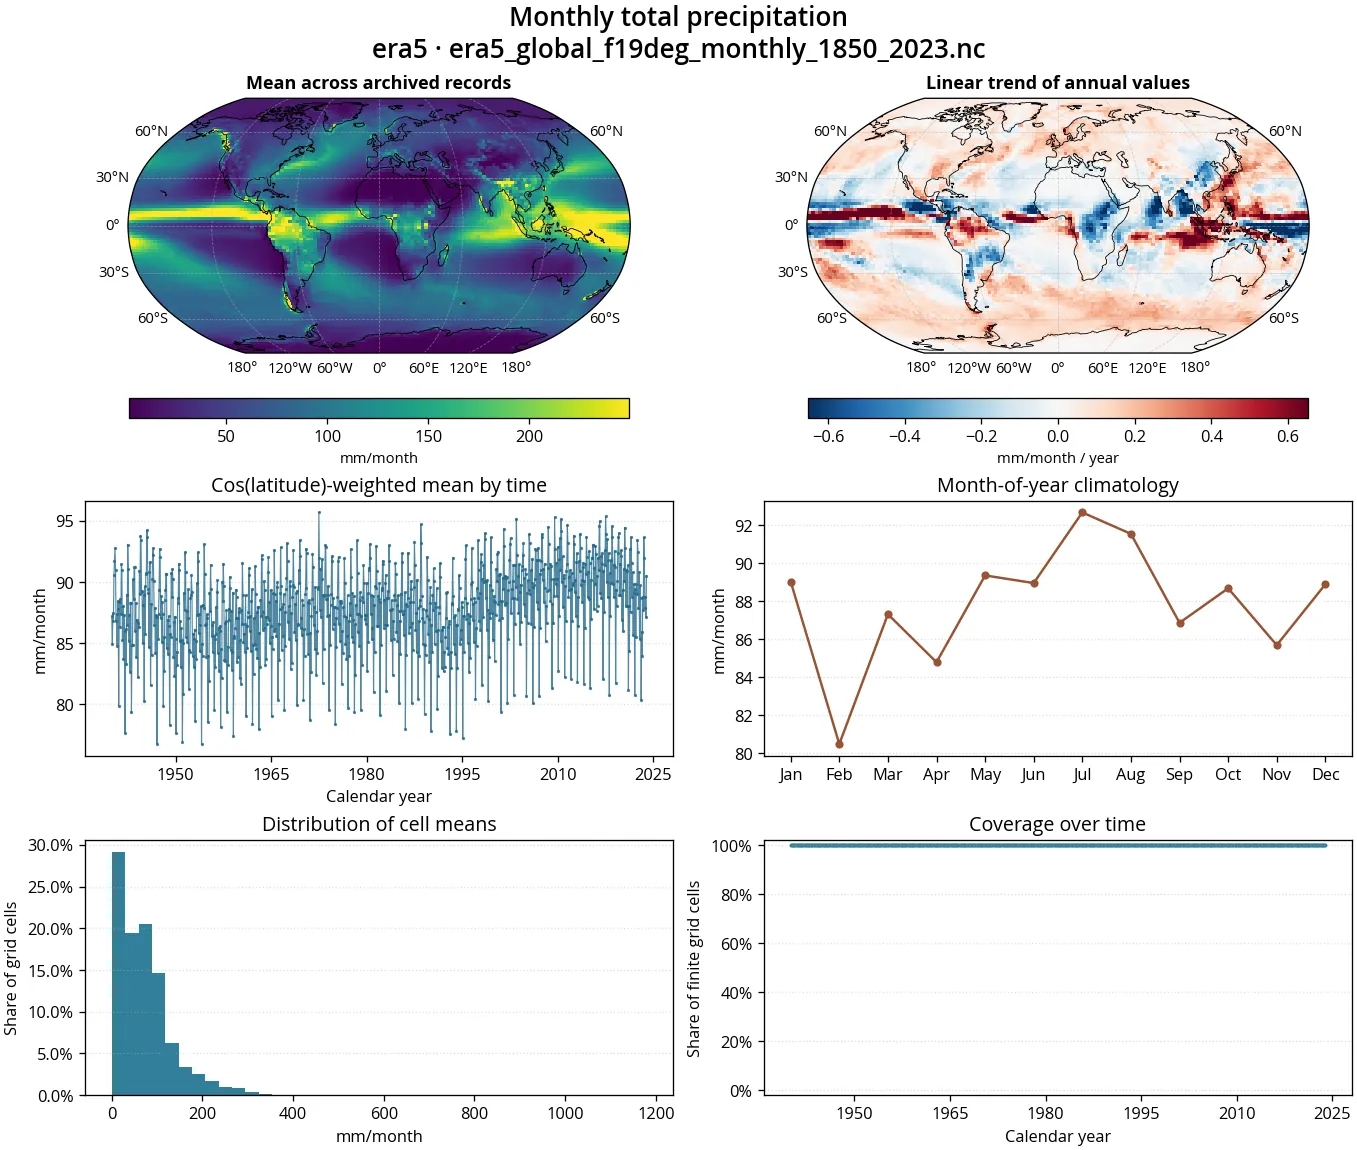 Monthly total precipitation
era5 · era5_global_f19deg_monthly_1850_2023.nc
Mean across archived records
60°N 60°N
30°N
0°
30°S
60°S 60°S
180° 120°W 60°W 0° 60°E 120°E 180°
50 100 150 200
mm/month
Linear trend of annual values
60°N 60°N
30°N
0°
30°S
60°S 60°S
180° 120°W 60°W 0° 60°E 120°E 180°
−0.6 −0.4 −0.2 0.0 0.2 0.4 0.6
mm/month / year
Cos(latitude)-weighted mean by time
mm/month
95
90
85
80
1950 1965 1980 1995 2010 2025
Calendar year
Month-of-year climatology
mm/month
92
90
88
86
84
82
80
Jan Feb Mar Apr May Jun Jul Aug Sep Oct Nov Dec
Distribution of cell means
Share of grid cells
30.0%
25.0%
20.0%
15.0%
10.0%
5.0%
0.0%
0 200 400 600 800 1000 1200
mm/month
Coverage over time
Share of finite grid cells
100%
80%
60%
40%
20%
0%
1950 1965 1980 1995 2010 2025
Calendar year